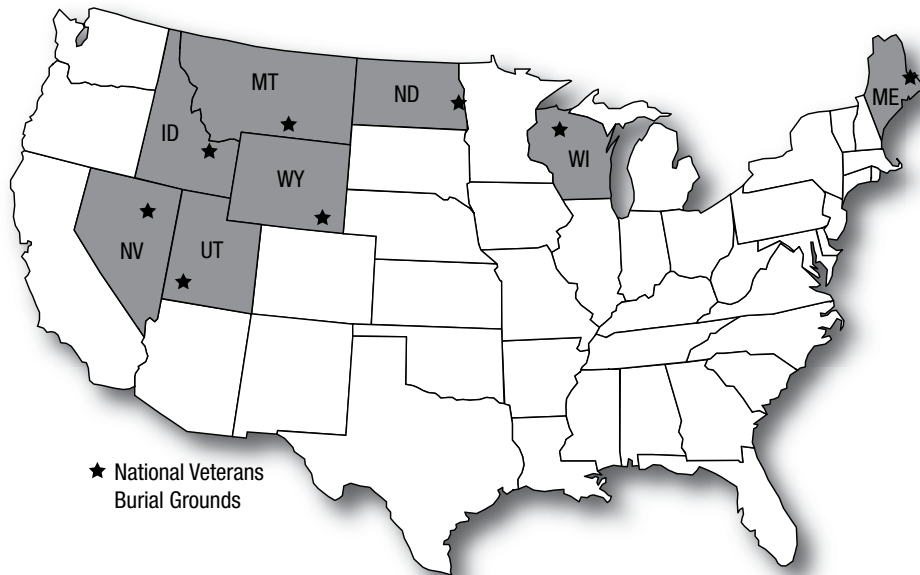 MT
ND
ME
ID
WI
WY
NV
UT
National Veterans
Burial Grounds